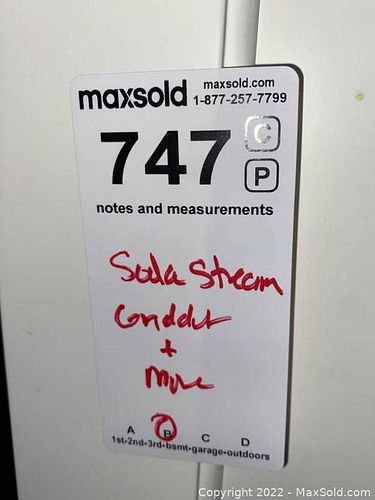 maxsold
maxsold.com
1-877-257-7799
747
C
P
notes and measurements
Soda Stream
Griddle
+
More
A B C D
1st-2nd-3rd-bsmt-garage-outdoors
Copyright © 2022 - MaxSold.com